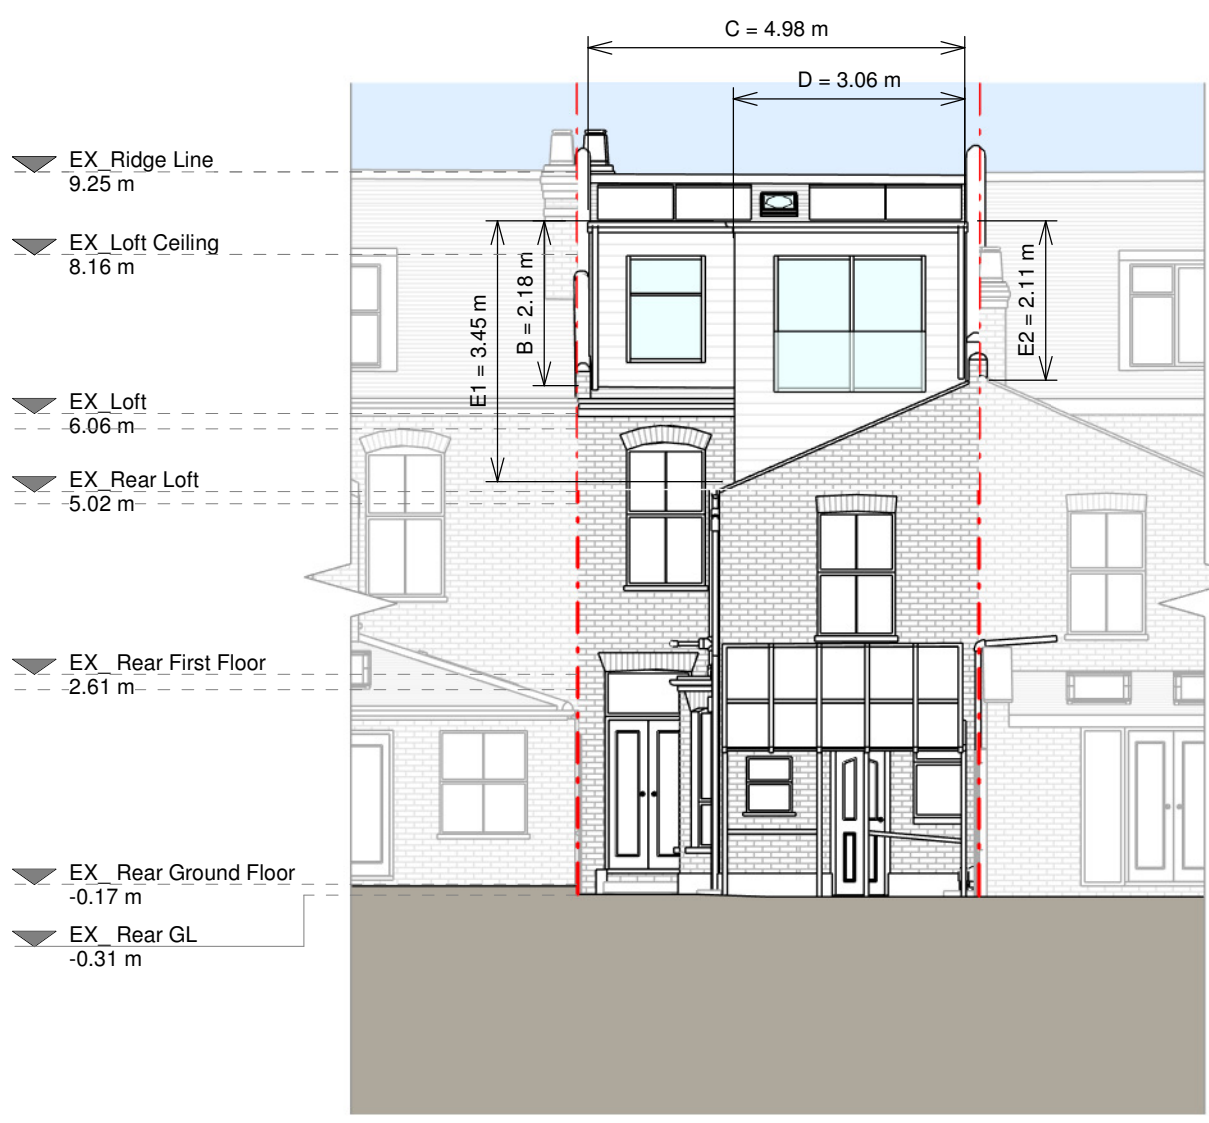 C = 4.98 m
D = 3.06 m
EX_Ridge Line
9.25 m
EX_Loft Ceiling
8.16 m
E1 = 3.45 m
B = 2.18 m
E2 = 2.11 m
EX_Loft
6.06 m
EX_Rear Loft
5.02 m
EX_ Rear First Floor
2.61 m
EX_ Rear Ground Floor
-0.17 m
EX_ Rear GL
-0.31 m